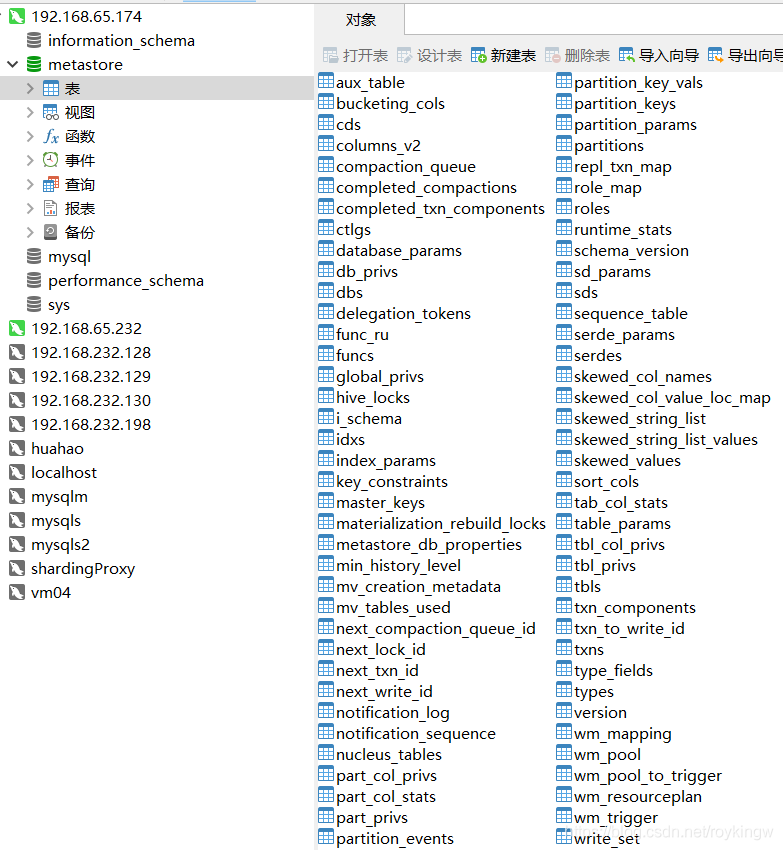 192.168.65.174
information_schema
metastore
表
视图
函数
事件
查询
报表
备份
mysql
performance_schema
sys
192.168.65.232
192.168.232.128
192.168.232.129
192.168.232.130
192.168.232.198
huahao
localhost
mysqlm
mysqls
mysqls2
shardingProxy
vm04
对象
打开表 设计表 新建表 删除表 导入向导 导出向导
aux_table
bucketing_cols
cds
columns_v2
compaction_queue
completed_compactions
completed_txn_components
ctlgs
database_params
db_privs
dbs
delegation_tokens
func_ru
funcs
global_privs
hive_locks
i_schema
idxs
index_params
key_constraints
master_keys
materialization_rebuild_locks
metastore_db_properties
min_history_level
mv_creation_metadata
mv_tables_used
next_compaction_queue_id
next_lock_id
next_txn_id
next_write_id
notification_log
notification_sequence
nucleus_tables
part_col_privs
part_col_stats
part_privs
partition_events
partition_key_vals
partition_keys
partition_params
partitions
repl_txn_map
role_map
roles
runtime_stats
schema_version
sd_params
sds
sequence_table
serde_params
serdes
skewed_col_names
skewed_col_value_loc_map
skewed_string_list
skewed_string_list_values
skewed_values
sort_cols
tab_col_stats
table_params
tbl_col_privs
tbl_privs
tbls
txn_components
txn_to_write_id
txns
type_fields
types
version
wm_mapping
wm_pool
wm_pool_to_trigger
wm_resourceplan
wm_trigger
write_set
https://blog.csdn.net/roykingw